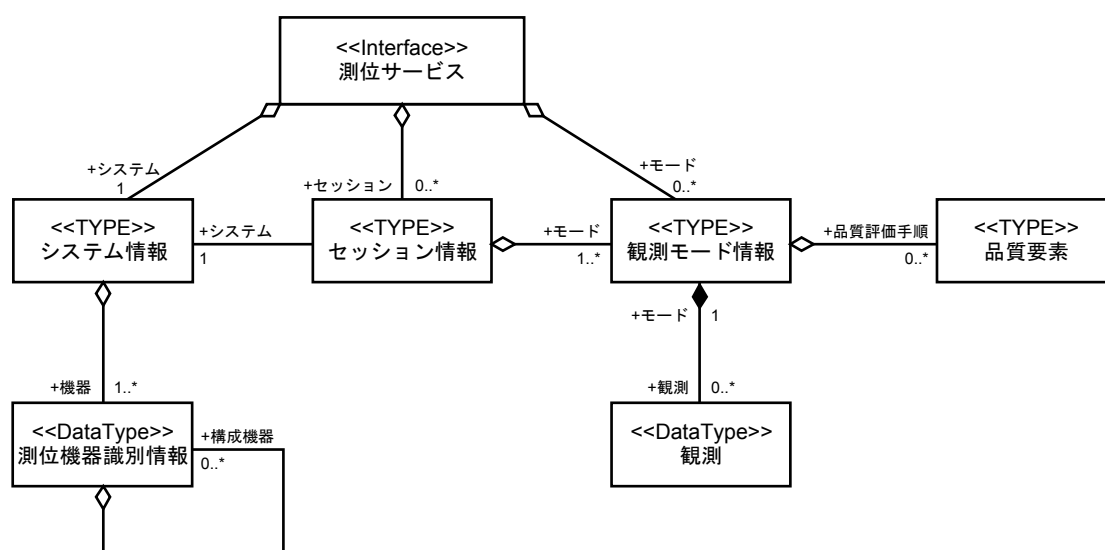 <<Interface>>
測位サービス
+システム
1
+セッション
0..*
+モード
0..*
<<TYPE>>
システム情報
+システム
1
<<TYPE>>
セッション情報
+モード
1..*
<<TYPE>>
観測モード情報
+品質評価手順
0..*
<<TYPE>>
品質要素
+モード
1
+機器
1..*
+観測
0..*
<<DataType>>
測位機器識別情報
+構成機器
0..*
<<DataType>>
観測